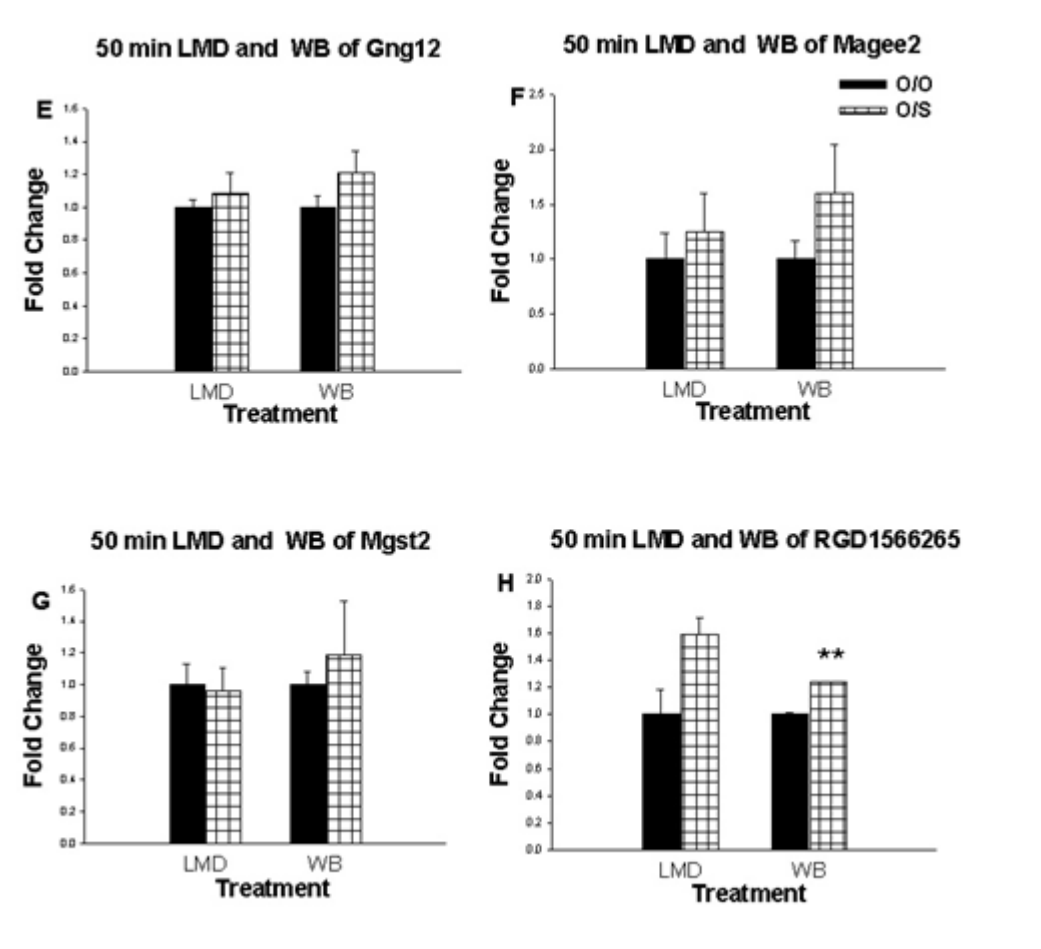 50 min LMD and WB of Gng12
E
1.6
1.4
1.2
1.0
0.8
0.6
0.4
0.2
0.0
Fold Change
LMD WB
Treatment
50 min LMD and WB of Magee2
F
O/O
O/S
2.5
2.0
1.5
1.0
0.5
0.0
Fold Change
LMD WB
Treatment
50 min LMD and WB of Mgst2
G
1.6
1.4
1.2
1.0
0.8
0.6
0.4
0.2
0.0
Fold Change
LMD WB
Treatment
50 min LMD and WB of RGD1566265
H
2.0
1.8
1.6
1.4
1.2
1.0
0.8
0.6
0.4
0.2
0.0
Fold Change
**
LMD WB
Treatment